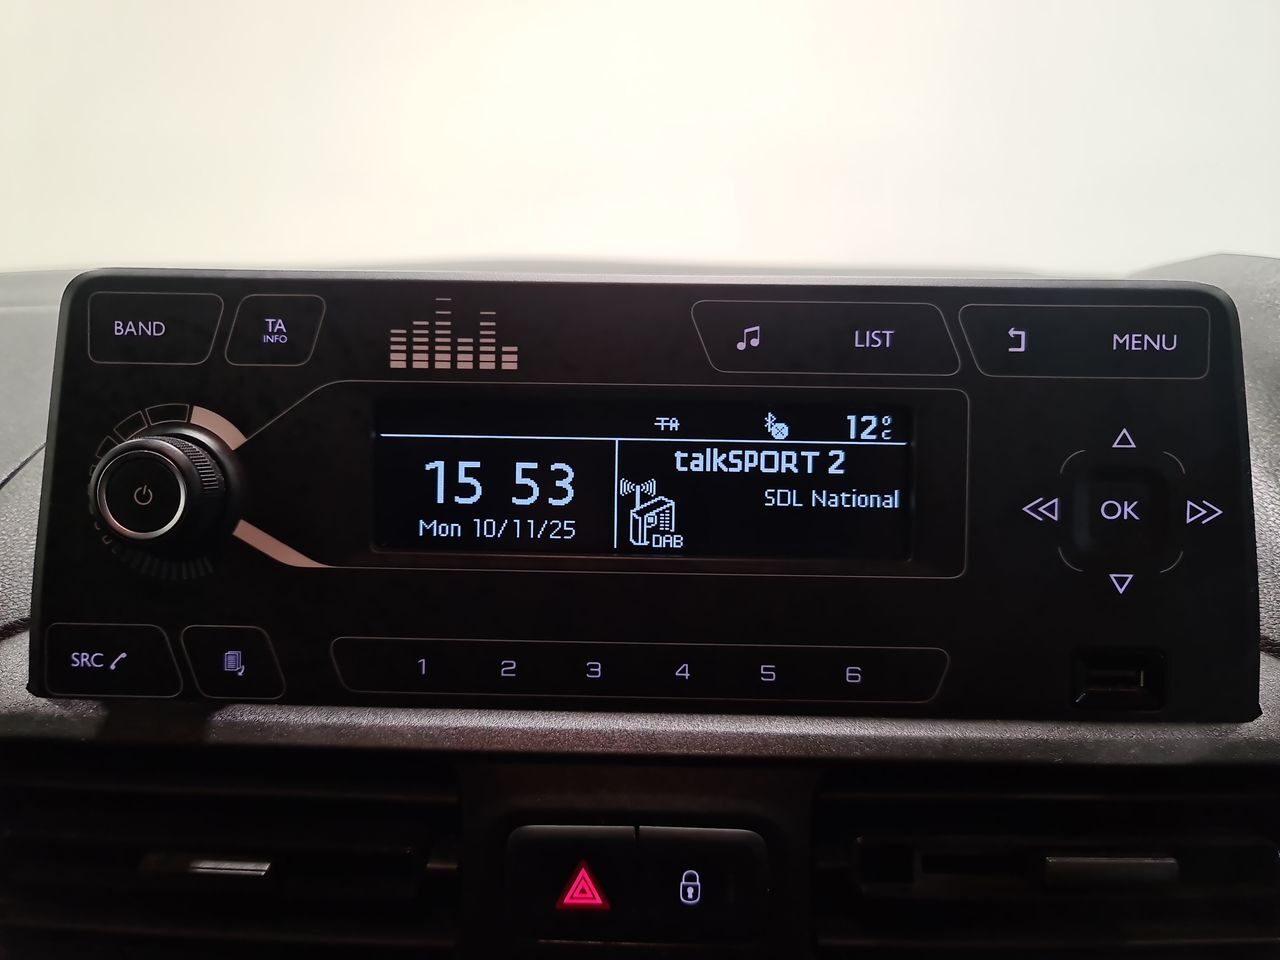 BAND
TA
INFO
LIST
MENU
TA
12°C
15 53
Mon 10/11/25
talkSPORT 2
SDL National
DAB
OK
SRC
1 2 3 4 5 6